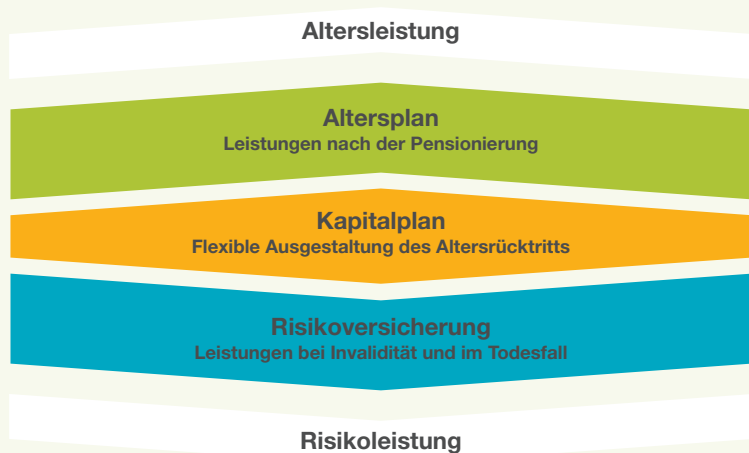 Altersleistung
Altersplan
Leistungen nach der Pensionierung
Kapitalplan
Flexible Ausgestaltung des Altersrücktritts
Risikoversicherung
Leistungen bei Invalidität und im Todesfall
Risikoleistung